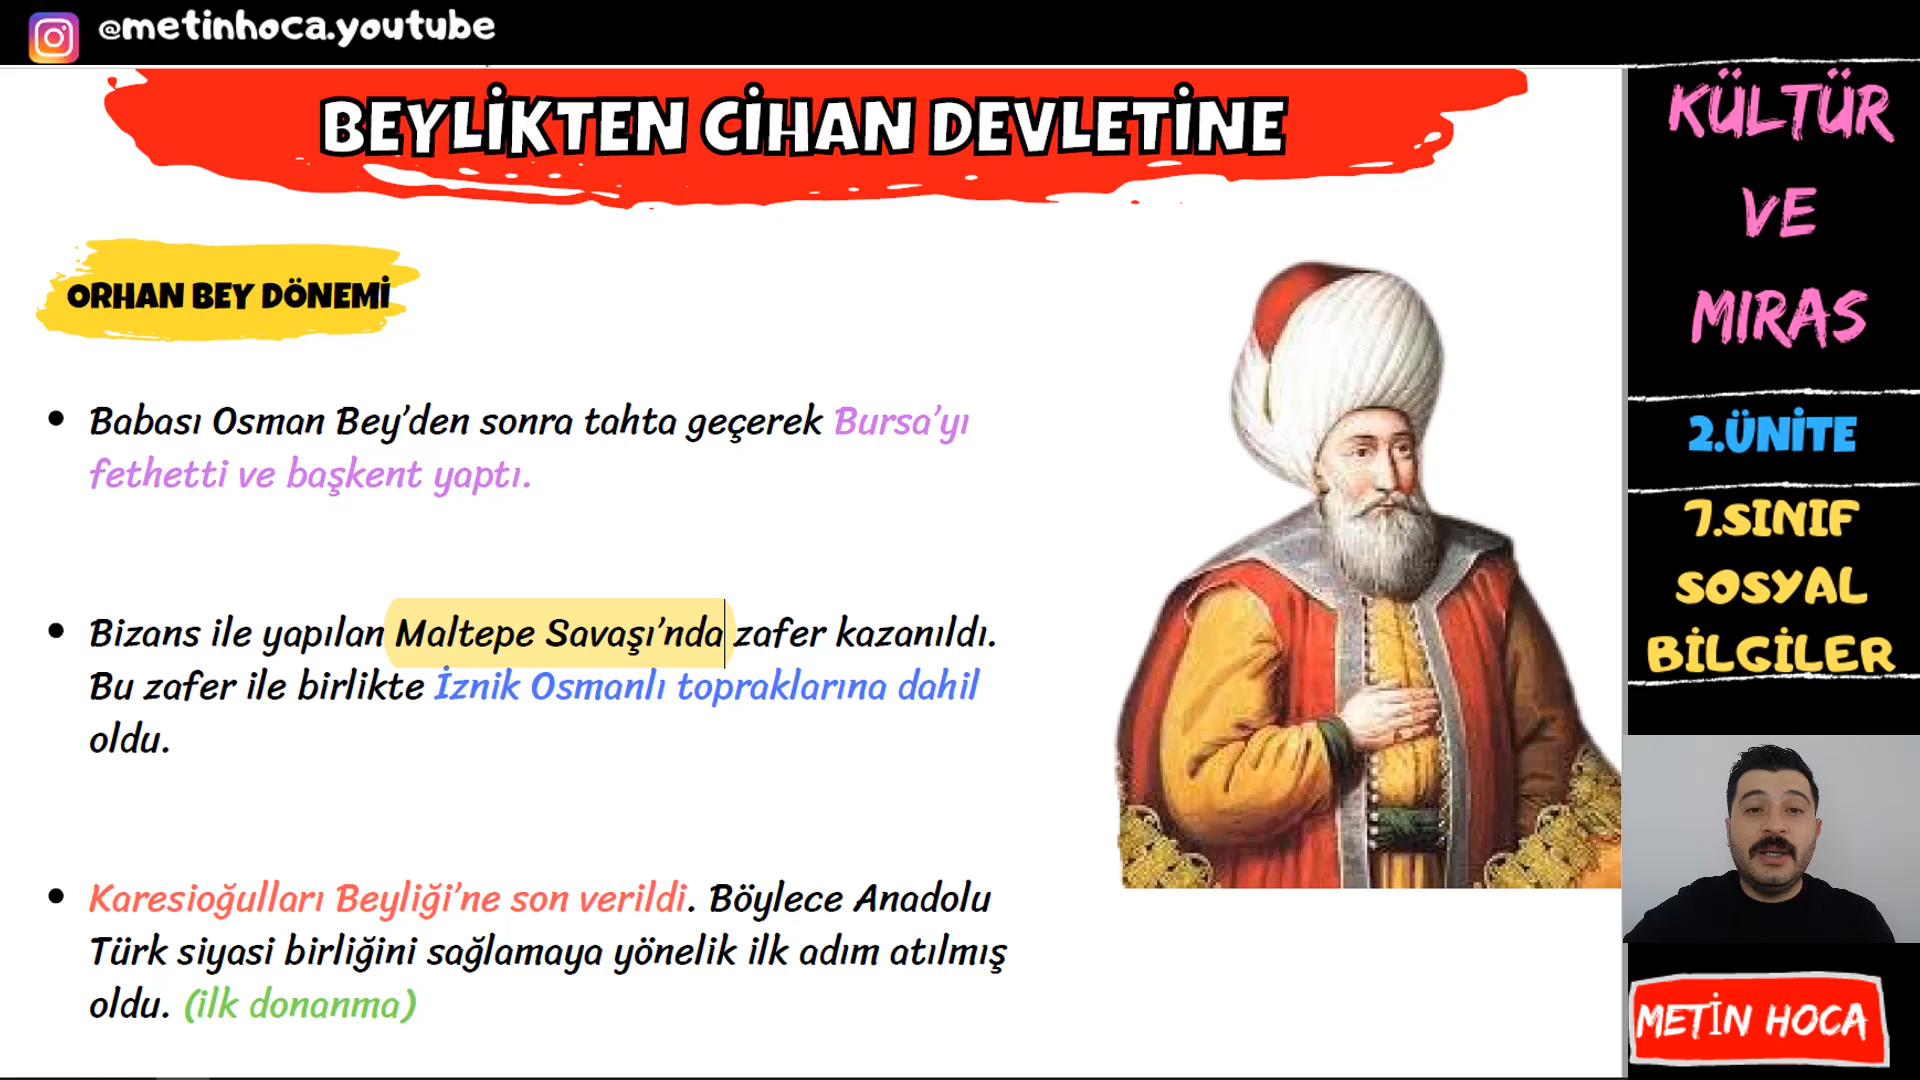 @metinhoca.youtube
BEYLİKTEN CİHAN DEVLETİNE
ORHAN BEY DÖNEMİ
• Babası Osman Bey'den sonra tahta geçerek Bursa'yı
fethetti ve başkent yaptı.
• Bizans ile yapılan Maltepe Savaşı'nda zafer kazanıldı.
Bu zafer ile birlikte İznik Osmanlı topraklarına dahil
oldu.
• Karesioğulları Beyliği'ne son verildi. Böylece Anadolu
Türk siyasi birliğini sağlamaya yönelik ilk adım atılmış
oldu. (ilk donanma)
KÜLTÜR
VE
MIRAS
2.ÜNİTE
7.SINIF
SOSYAL
BİLGİLER
METİN HOCA